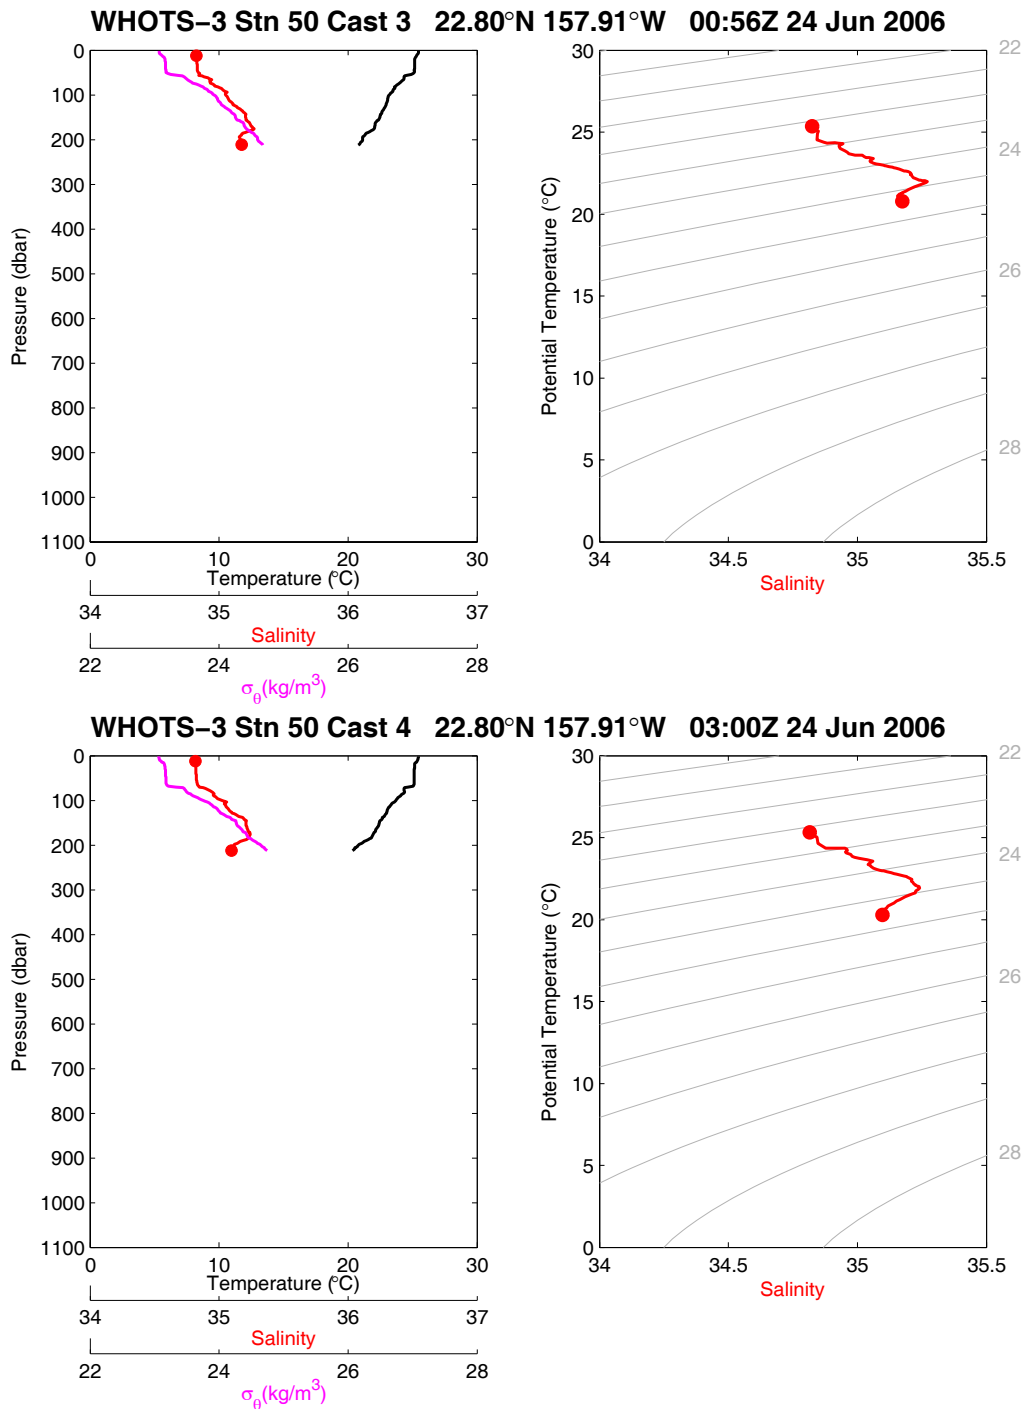 WHOTS−3 Stn 50 Cast 3 22.80°N 157.91°W 00:56Z 24 Jun 2006
0
100
200
300
400
500
600
700
800
900
1000
1100
Pressure (dbar)
0 10 20 30
Temperature (°C)
34 35 36 37
Salinity
22 24 26 28
σθ(kg/m3)
30
25
20
15
10
5
0
Potential Temperature (°C)
34 34.5 35 35.5
Salinity
22
24
26
28
WHOTS−3 Stn 50 Cast 4 22.80°N 157.91°W 03:00Z 24 Jun 2006
0
100
200
300
400
500
600
700
800
900
1000
1100
Pressure (dbar)
0 10 20 30
Temperature (°C)
34 35 36 37
Salinity
22 24 26 28
σθ(kg/m3)
30
25
20
15
10
5
0
Potential Temperature (°C)
34 34.5 35 35.5
Salinity
22
24
26
28